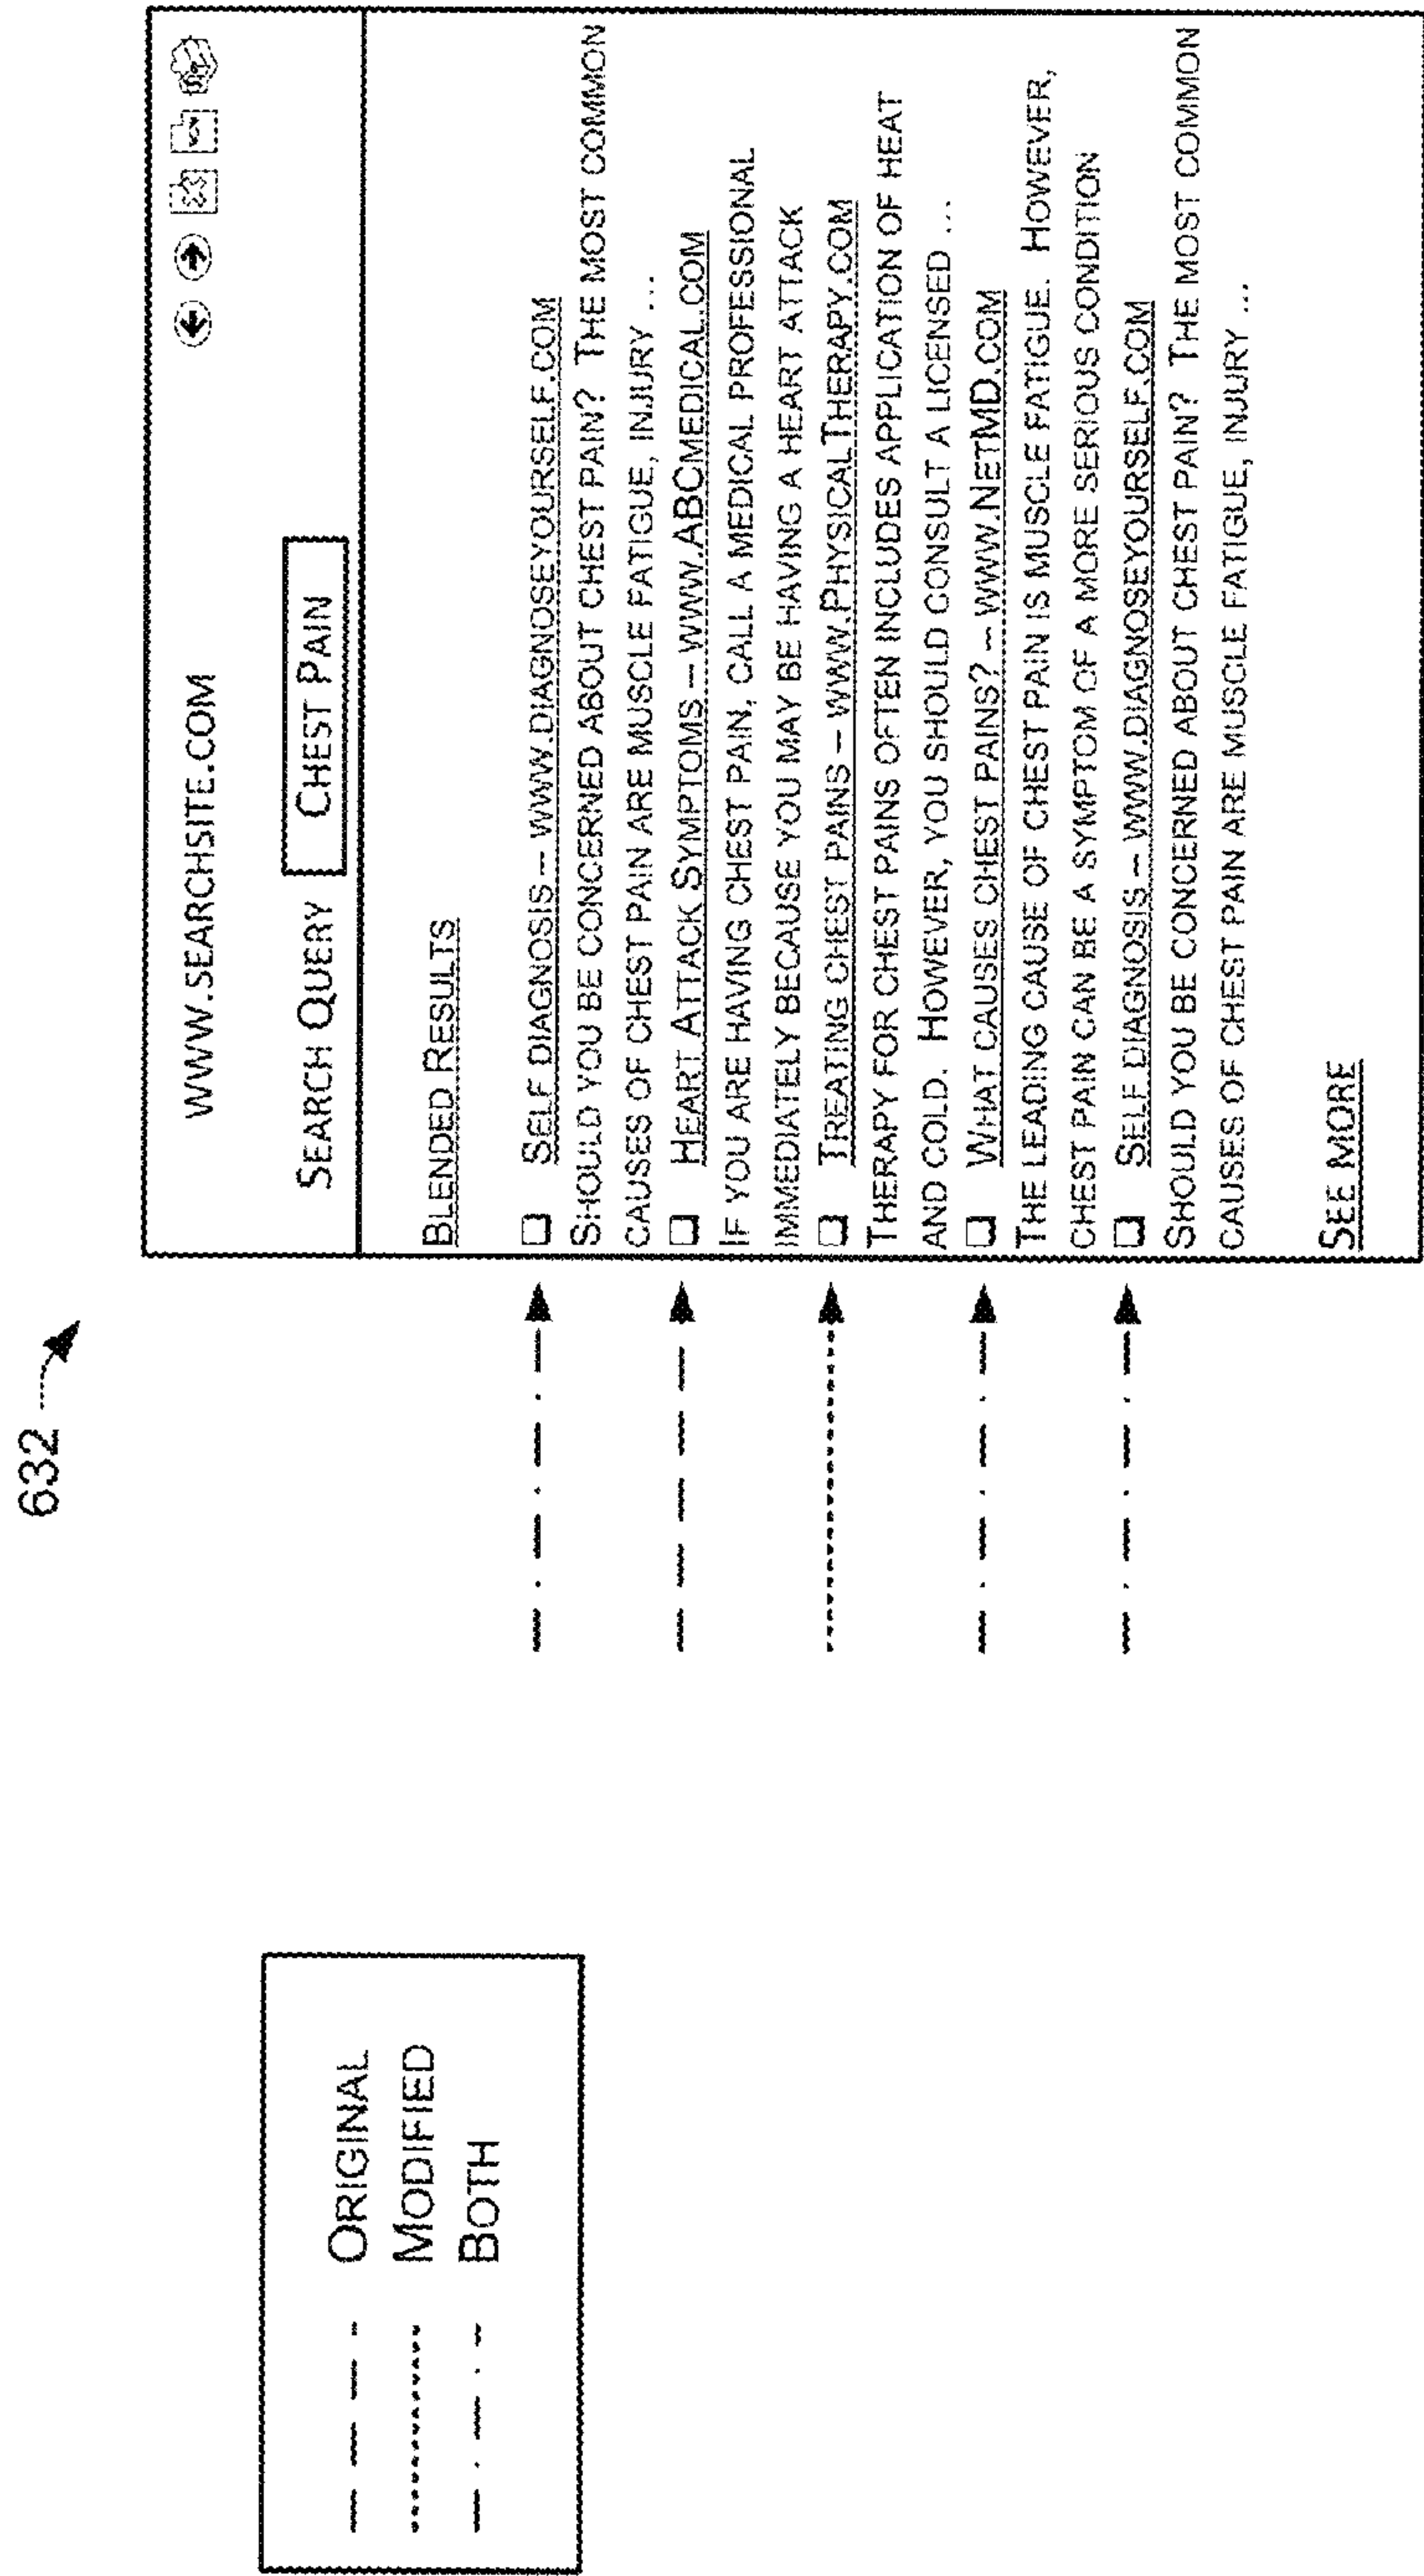 632
WWW.SEARCHSITE.COM
SEARCH QUERY CHEST PAIN
BLENDED RESULTS
SELF DIAGNOSIS – WWW.DIAGNOSEYOURSELF.COM
SHOULD YOU BE CONCERNED ABOUT CHEST PAIN? THE MOST COMMON
CAUSES OF CHEST PAIN ARE MUSCLE FATIGUE, INJURY ...
HEART ATTACK SYMPTOMS – WWW.ABCMEDICAL.COM
IF YOU ARE HAVING CHEST PAIN, CALL A MEDICAL PROFESSIONAL
IMMEDIATELY BECAUSE YOU MAY BE HAVING A HEART ATTACK
TREATING CHEST PAINS – WWW.PHYSICALTHERAPY.COM
THERAPY FOR CHEST PAINS OFTEN INCLUDES APPLICATION OF HEAT
AND COLD. HOWEVER, YOU SHOULD CONSULT A LICENSED ...
WHAT CAUSES CHEST PAINS? – WWW.NETMD.COM
THE LEADING CAUSE OF CHEST PAIN IS MUSCLE FATIGUE. HOWEVER,
CHEST PAIN CAN BE A SYMPTOM OF A MORE SERIOUS CONDITION
SELF DIAGNOSIS – WWW.DIAGNOSEYOURSELF.COM
SHOULD YOU BE CONCERNED ABOUT CHEST PAIN? THE MOST COMMON
CAUSES OF CHEST PAIN ARE MUSCLE FATIGUE, INJURY ...
SEE MORE
ORIGINAL
MODIFIED
BOTH